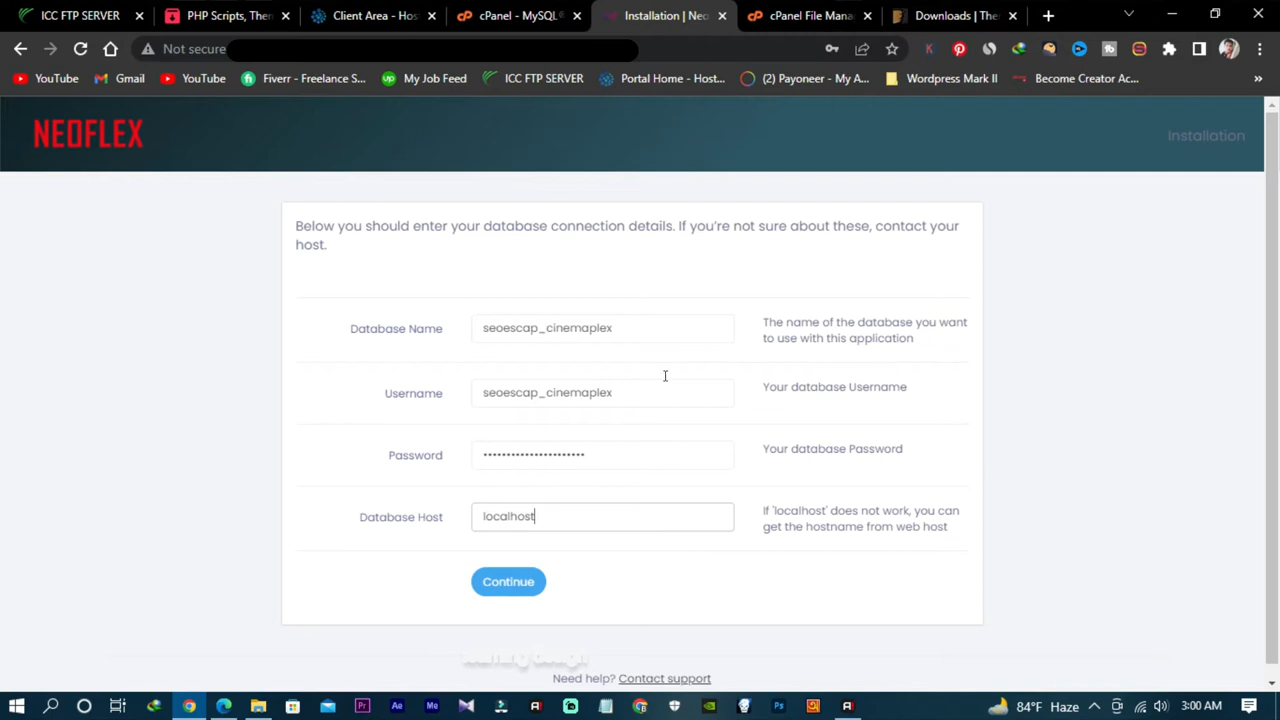 ICC FTP SERVER
PHP Scripts, Then
Client Area - Hos
cPanel - MySQL®
Installation | Neo
cPanel File Mana
Downloads | The
Not secure
YouTube
Gmail
YouTube
Fiverr - Freelance S...
My Job Feed
ICC FTP SERVER
Portal Home - Host...
(2) Payoneer - My A...
Wordpress Mark II
Become Creator Ac...
NEOFLEX
Installation
Below you should enter your database connection details. If you're not sure about these, contact your
host.
Database Name
seoescap_cinemaplex
The name of the database you want
to use with this application
Username
seoescap_cinemaplex
Your database Username
Password
Your database Password
Database Host
localhost
If 'localhost' does not work, you can
get the hostname from web host
Continue
Need help? Contact support
84°F Haze
3:00 AM